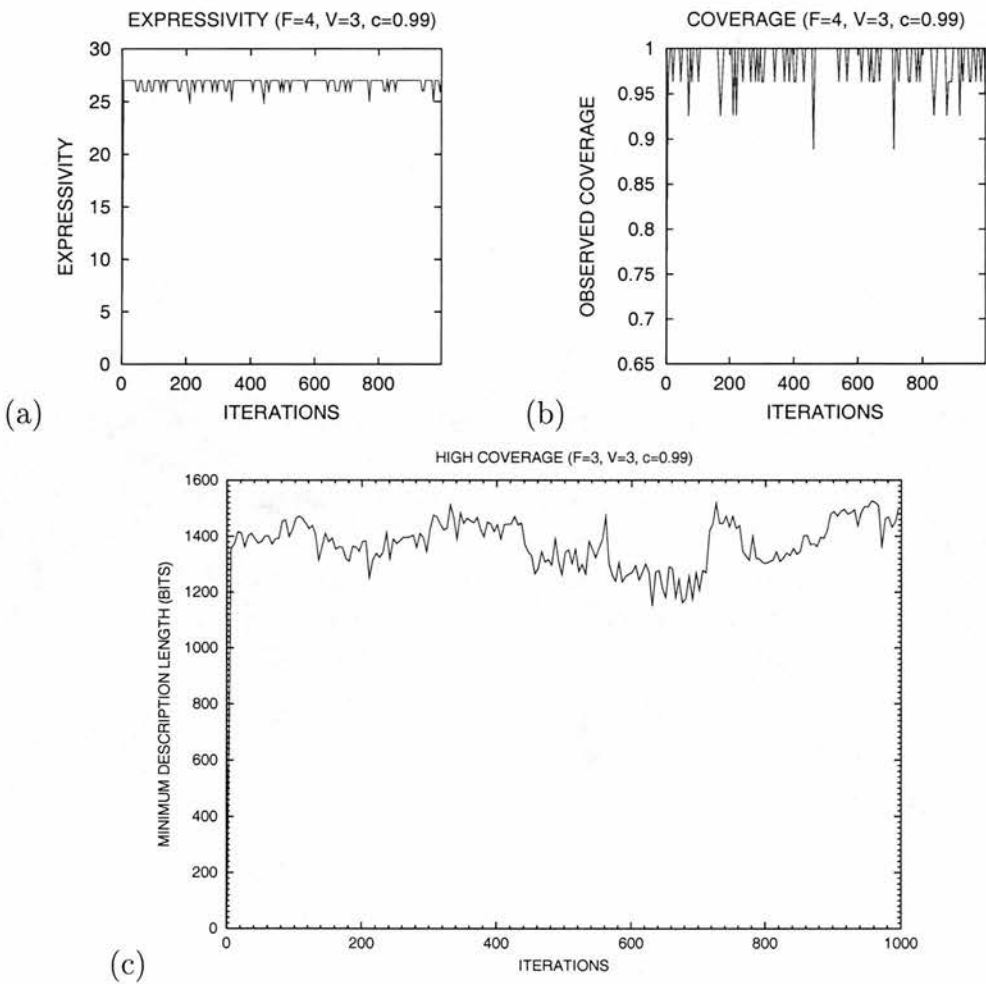 EXPRESSIVITY (F=4, V=3, c=0.99)
30
25
20
15
10
5
0
EXPRESSIVITY
0 200 400 600 800
ITERATIONS
(a)
COVERAGE (F=4, V=3, c=0.99)
1
0.95
0.9
0.85
0.8
0.75
0.7
0.65
OBSERVED COVERAGE
0 200 400 600 800
ITERATIONS
(b)
HIGH COVERAGE (F=3, V=3, c=0.99)
1600
1400
1200
1000
800
600
400
200
0
MINIMUM DESCRIPTION LENGTH (BITS)
0 200 400 600 800 1000
ITERATIONS
(c)